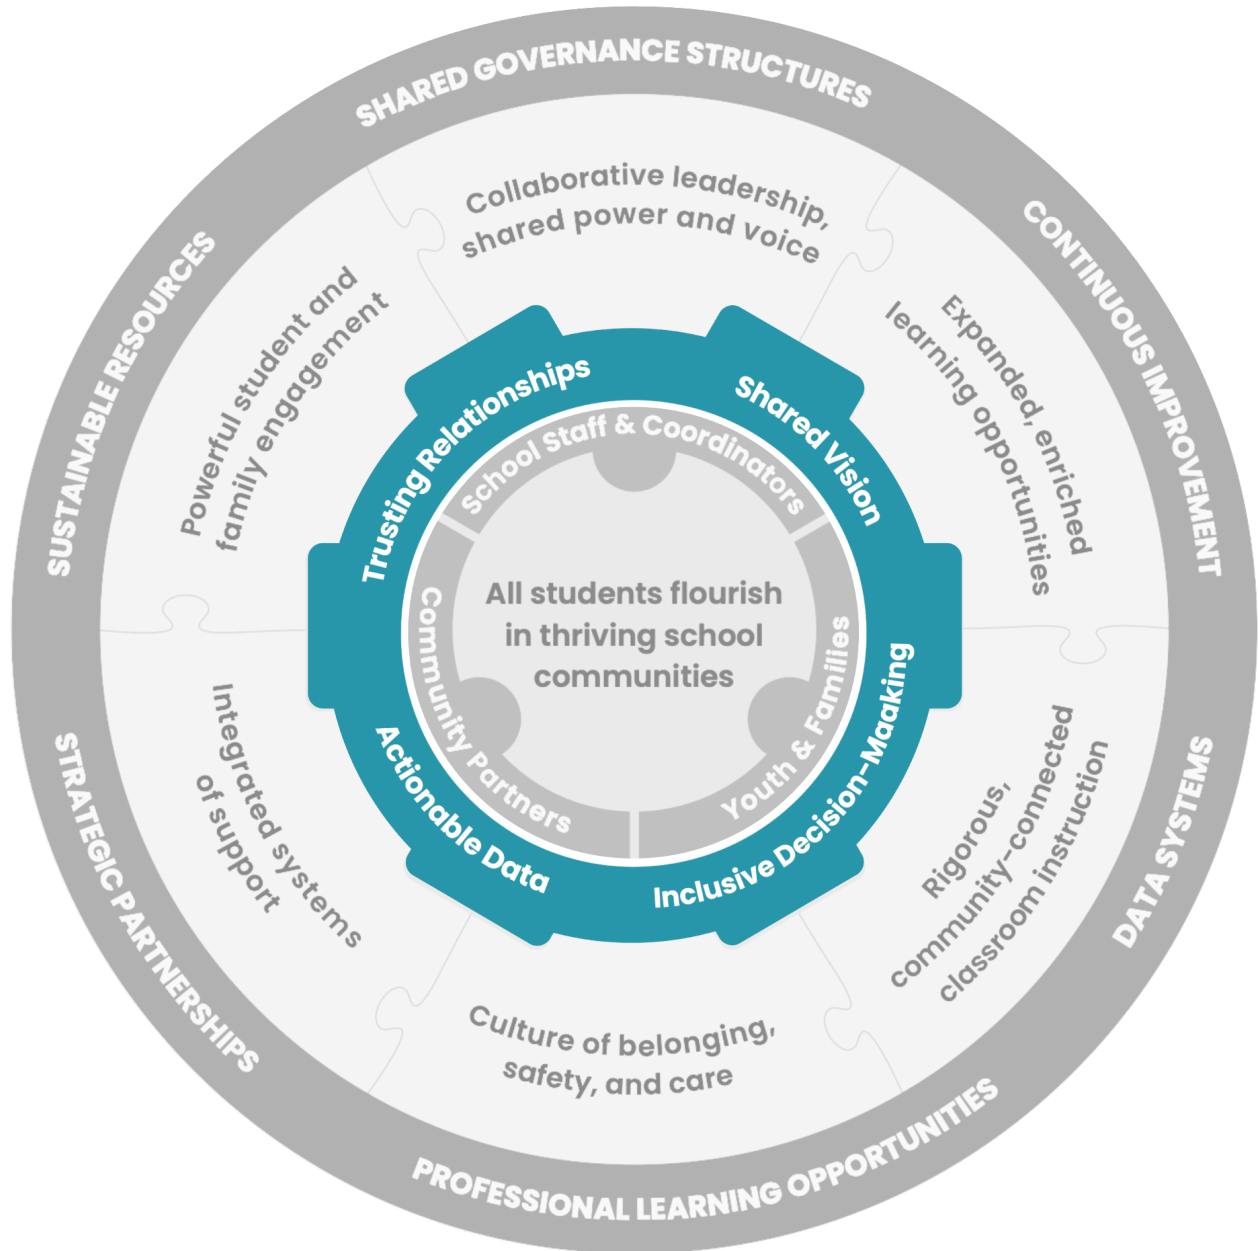 SHARED GOVERNANCE STRUCTURES
CONTINUOUS IMPROVEMENT
DATA SYSTEMS
PROFESSIONAL LEARNING OPPORTUNITIES
STRATEGIC PARTNERSHIPS
SUSTAINABLE RESOURCES
Collaborative leadership,
shared power and voice
Expanded, enriched
learning opportunities
Rigorous,
community-connected
classroom instruction
Culture of belonging,
safety, and care
Integrated systems
of support
Powerful student and
family engagement
Trusting Relationships
Shared Vision
Inclusive Decision-Maaking
Actionable Data
School Staff & Coordinators
Youth & Families
Community Partners
All students flourish
in thriving school
communities